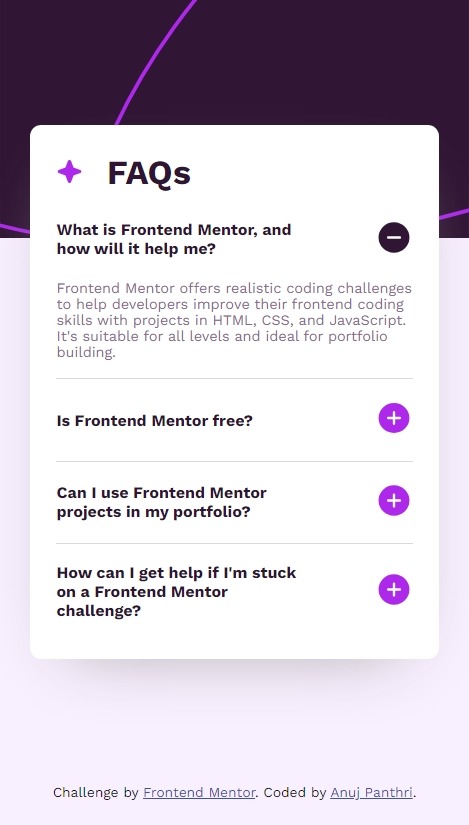 FAQs
What is Frontend Mentor, and
how will it help me?
Frontend Mentor offers realistic coding challenges
to help developers improve their frontend coding
skills with projects in HTML, CSS, and JavaScript.
It's suitable for all levels and ideal for portfolio
building.
Is Frontend Mentor free?
Can I use Frontend Mentor
projects in my portfolio?
How can I get help if I'm stuck
on a Frontend Mentor
challenge?
Challenge by Frontend Mentor. Coded by Anuj Panthri.